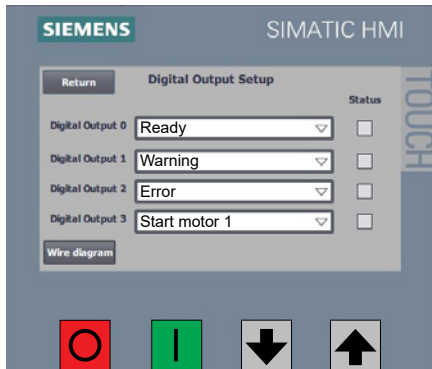 SIEMENS
SIMATIC HMI
TOUCH
Return
Digital Output Setup
Status
Digital Output 0
Ready
Digital Output 1
Warning
Digital Output 2
Error
Digital Output 3
Start motor 1
Wire diagram